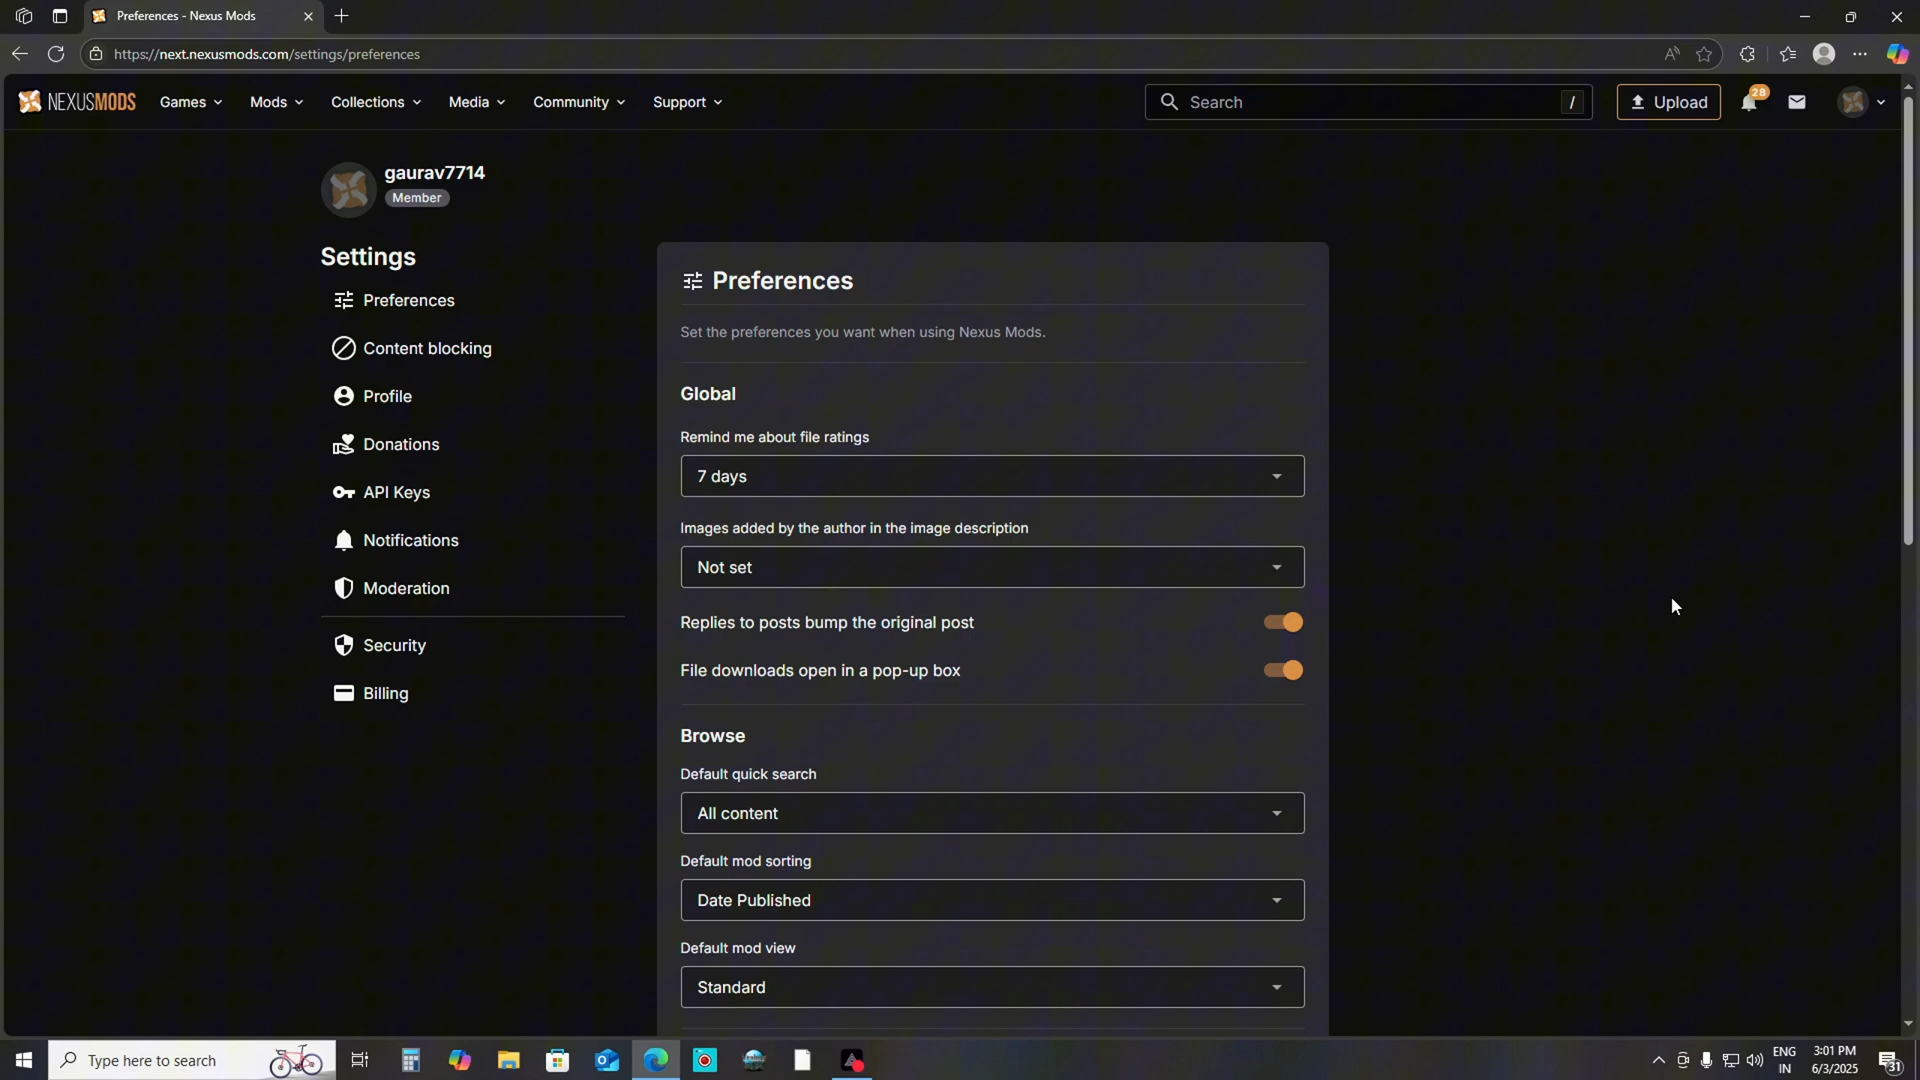 Preferences - Nexus Mods
https://next.nexusmods.com/settings/preferences
NEXUSMODS Games Mods Collections Media Community Support Search / Upload 28
gaurav7714
Member
Settings
Preferences
Content blocking
Profile
Donations
API Keys
Notifications
Moderation
Security
Billing
Preferences
Set the preferences you want when using Nexus Mods.
Global
Remind me about file ratings
7 days
Images added by the author in the image description
Not set
Replies to posts bump the original post
File downloads open in a pop-up box
Browse
Default quick search
All content
Default mod sorting
Date Published
Default mod view
Standard
Type here to search
ENG
IN
3:01 PM
6/3/2025
31